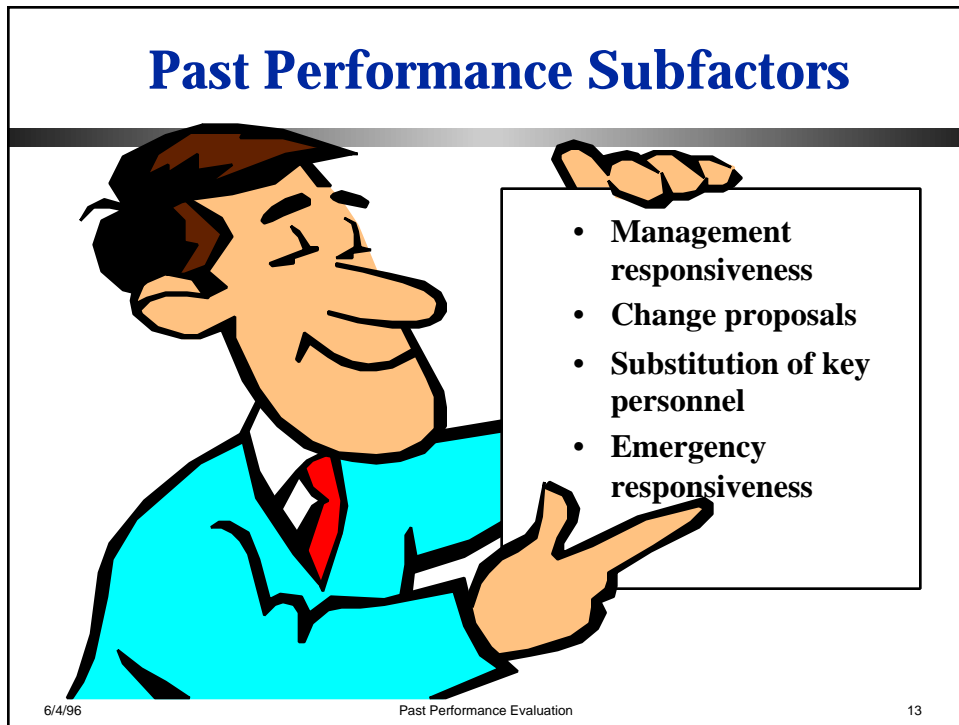 Past Performance Subfactors
• Management
responsiveness
• Change proposals
• Substitution of key
personnel
• Emergency
responsiveness
6/4/96 Past Performance Evaluation 13